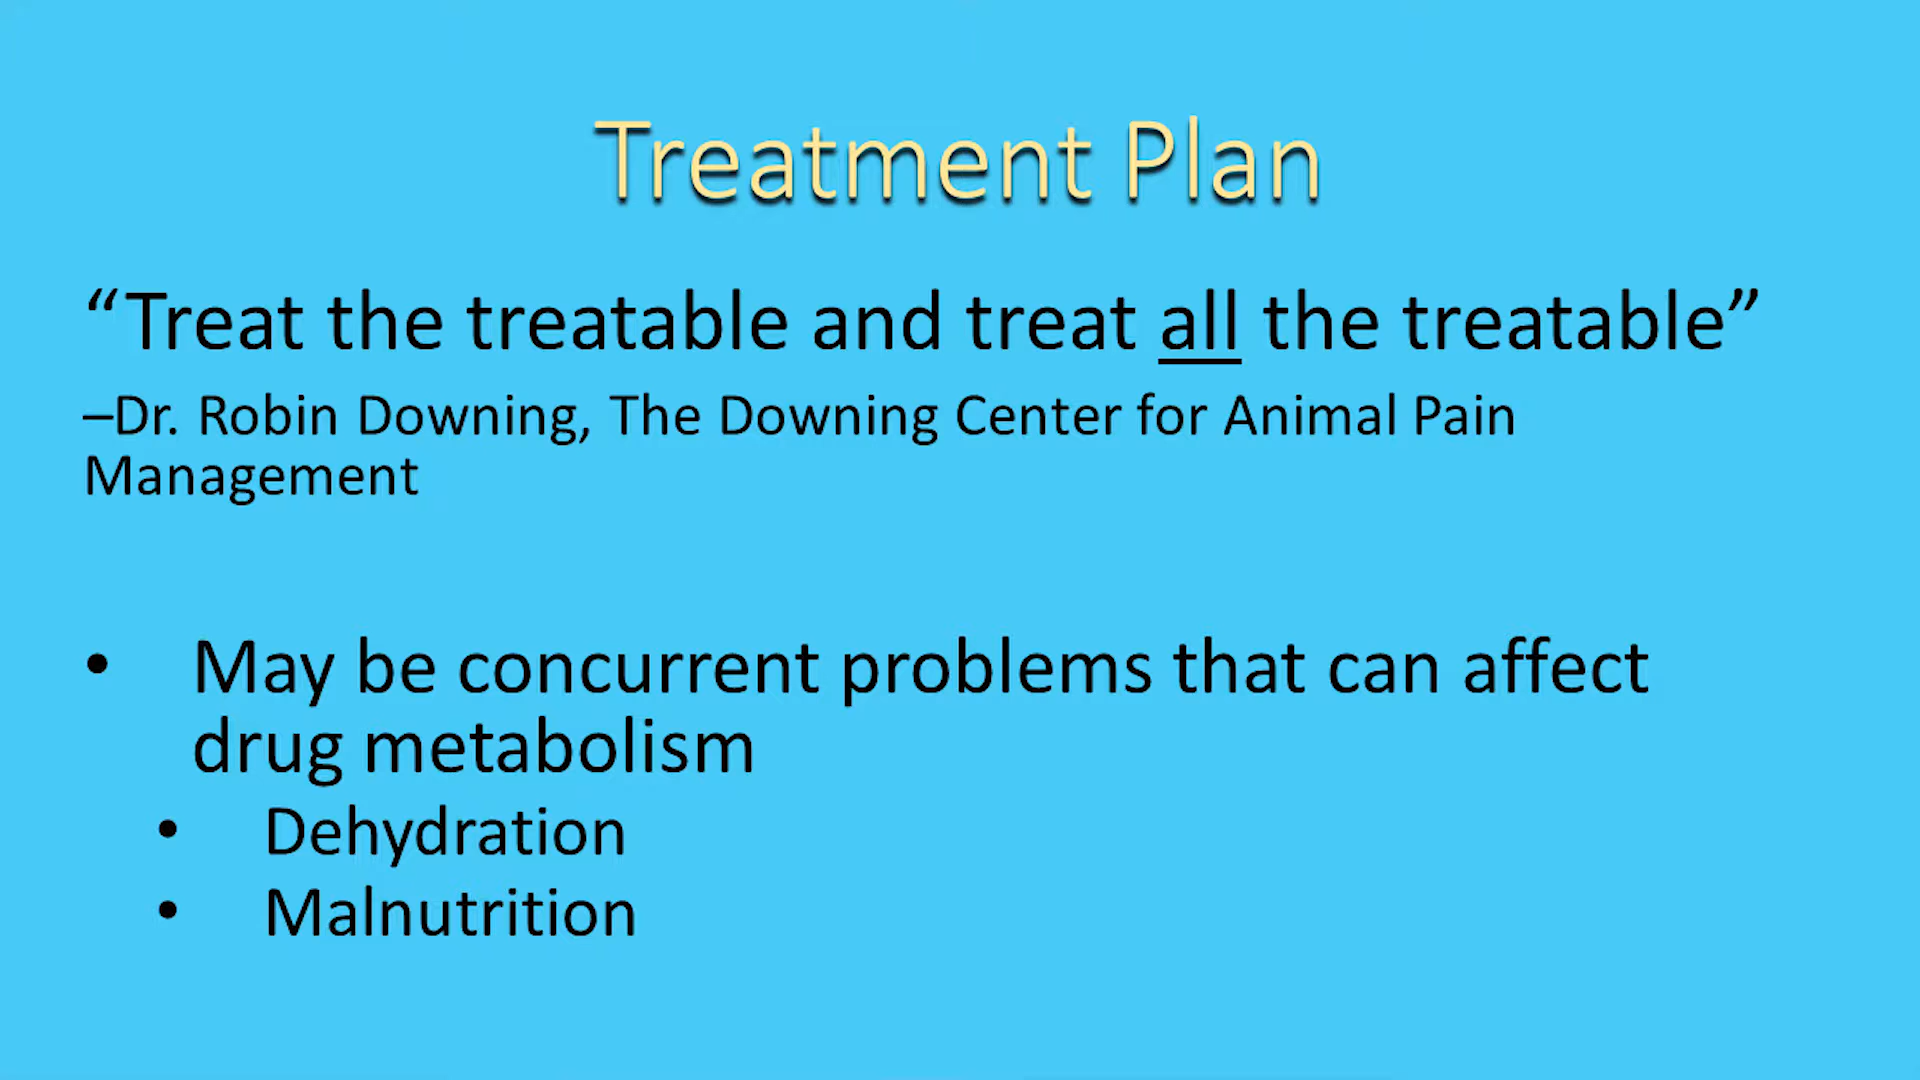 Treatment Plan
“Treat the treatable and treat all the treatable”
–Dr. Robin Downing, The Downing Center for Animal Pain
Management
• May be concurrent problems that can affect
drug metabolism
• Dehydration
• Malnutrition